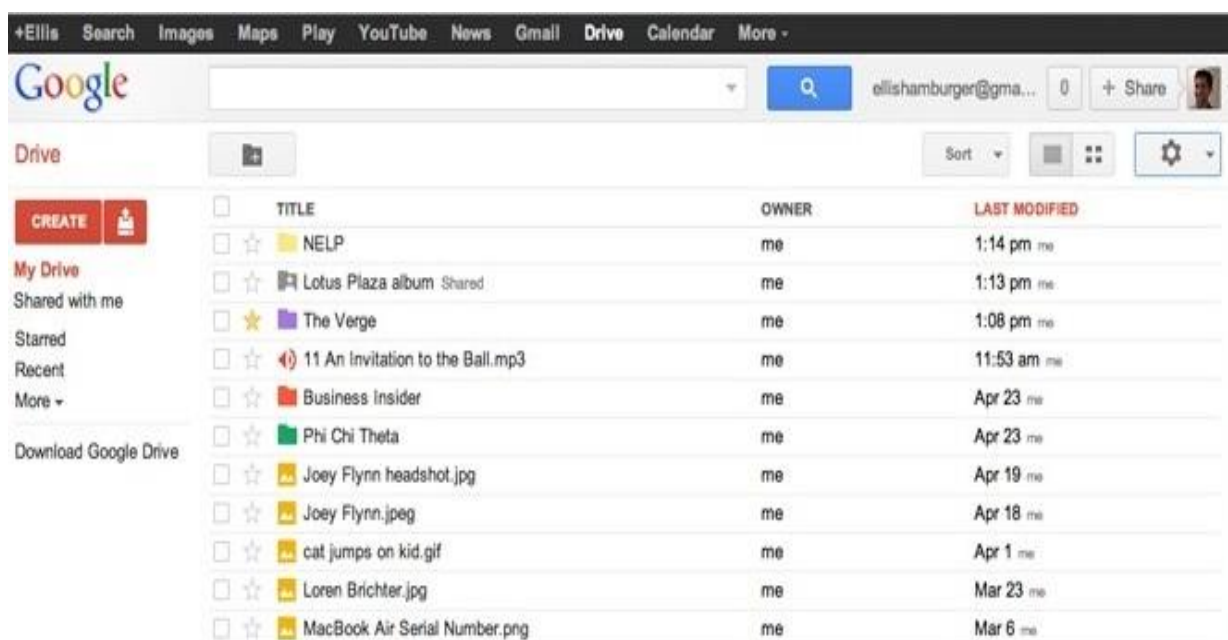 +Ellis Search Images Maps Play YouTube News Gmail Drive Calendar More
Google ellishamburger@gma... 0 + Share
Drive Sort
CREATE
My Drive
Shared with me
Starred
Recent
More
Download Google Drive
TITLE OWNER LAST MODIFIED
NELP me 1:14 pm me
Lotus Plaza album Shared me 1:13 pm me
The Verge me 1:08 pm me
11 An Invitation to the Ball.mp3 me 11:53 am me
Business Insider me Apr 23 me
Phi Chi Theta me Apr 23 me
Joey Flynn headshot.jpg me Apr 19 me
Joey Flynn.jpeg me Apr 18 me
cat jumps on kid.gif me Apr 1 me
Loren Brichter.jpg me Mar 23 me
MacBook Air Serial Number.png me Mar 6 me